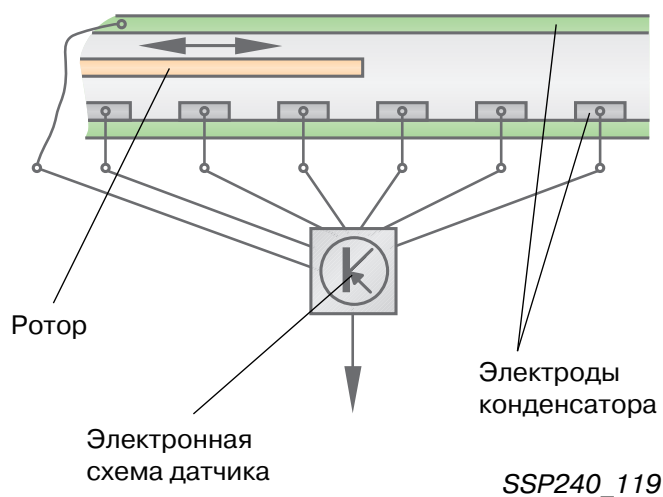 Ротор
Электронная
схема датчика
Электроды
конденсатора
SSP240_119